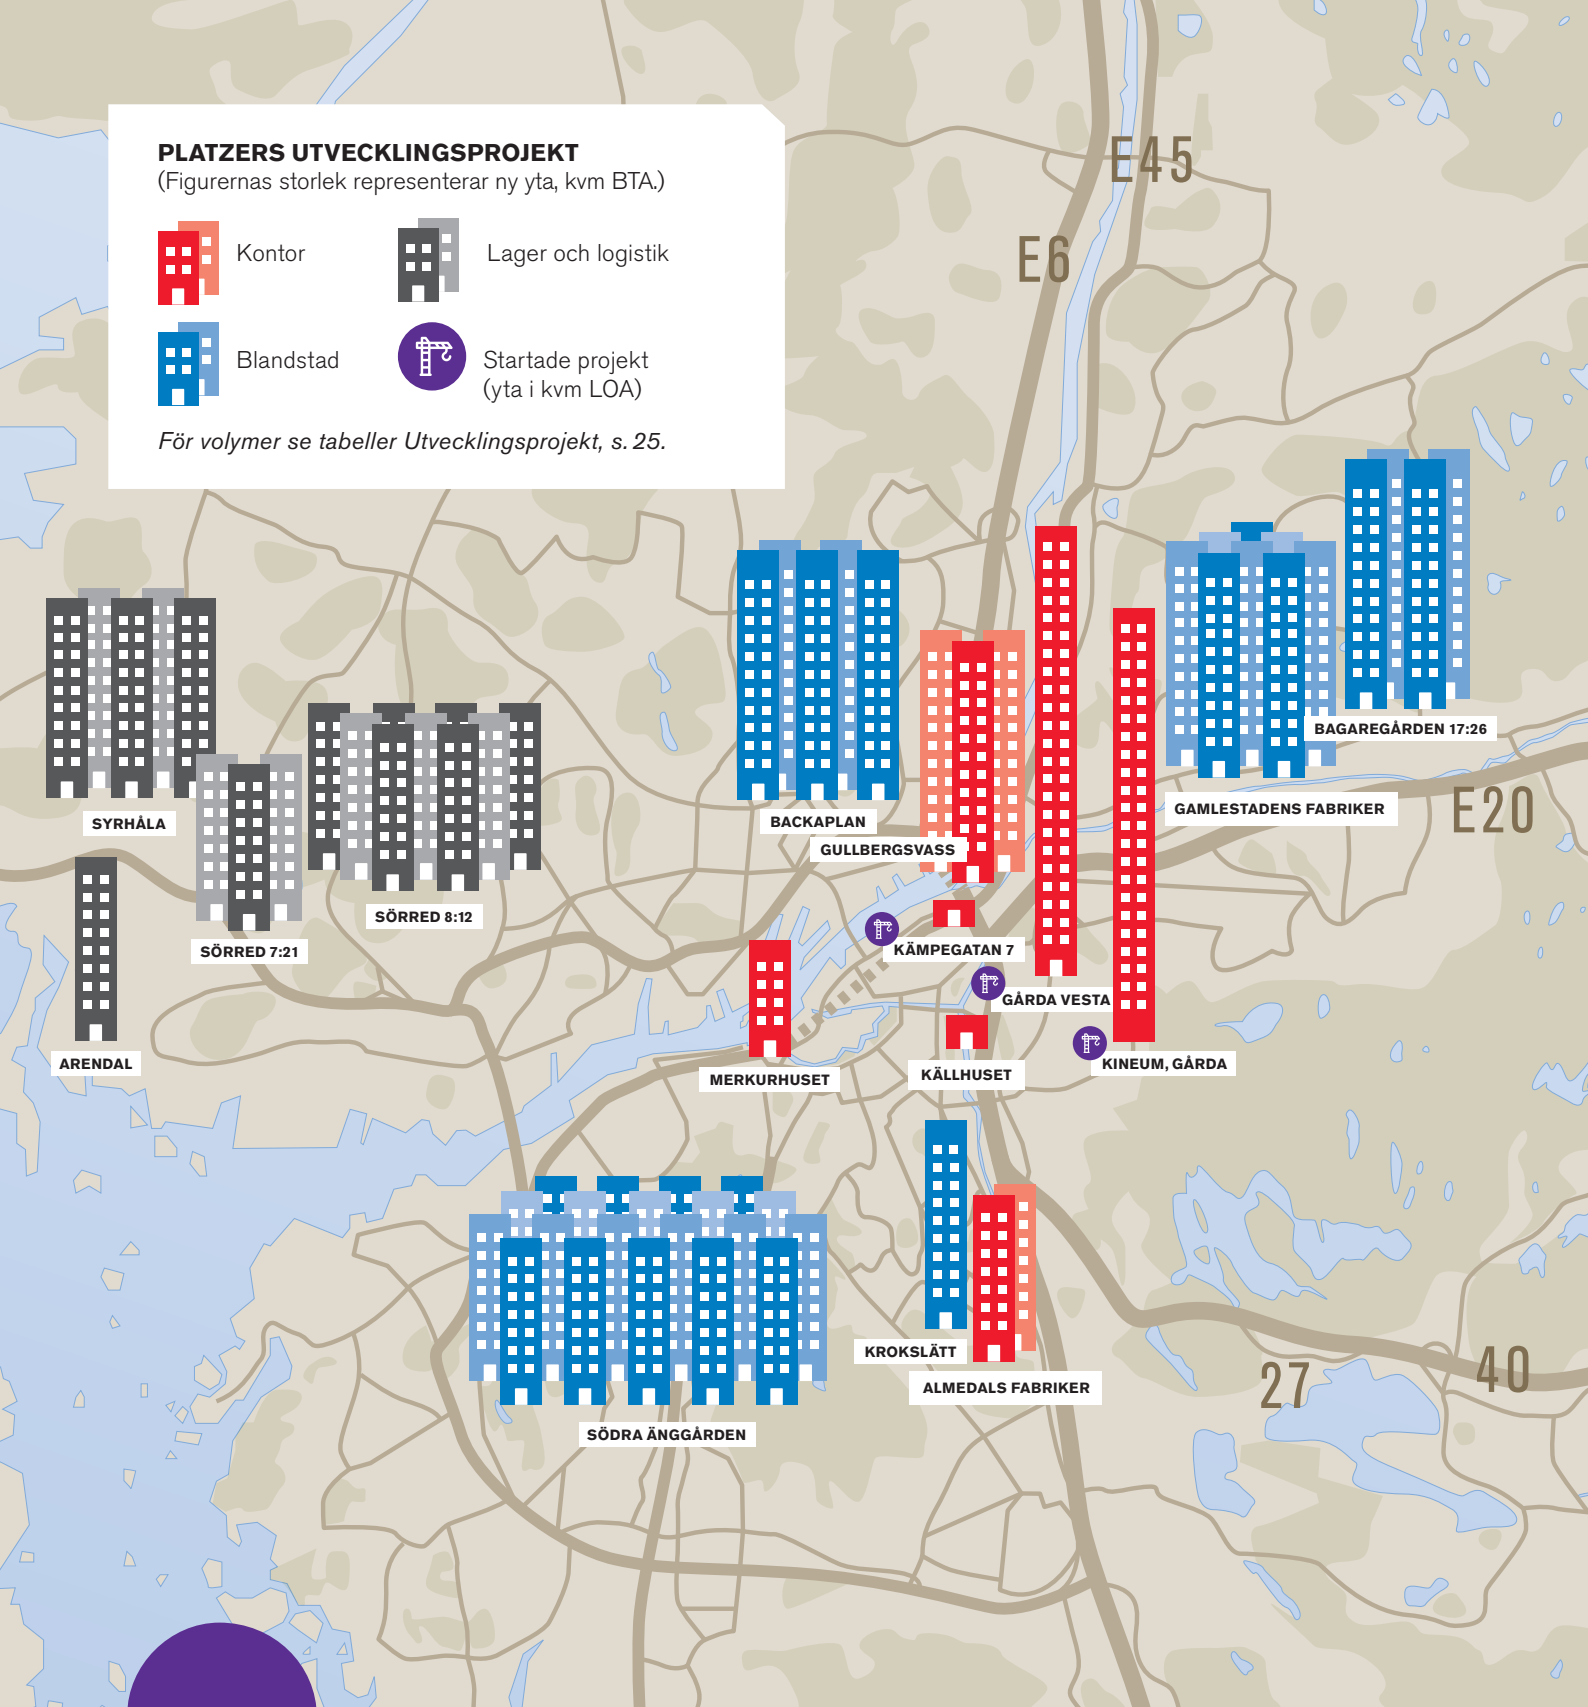 PLATZERS UTVECKLINGSPROJEKT
(Figurernas storlek representerar ny yta, kvm BTA.)
Kontor
Lager och logistik
Blandstad
Startade projekt
(yta i kvm LOA)
För volymer se tabeller Utvecklingsprojekt, s. 25.
E45
E6
BAGAREGÅRDEN 17:26
GAMLESTADENS FABRIKER
E20
SYRHÅLA
BACKAPLAN
GULLBERGSVASS
SÖRRED 8:12
SÖRRED 7:21
KÄMPEGATAN 7
GÅRDA VESTA
ARENDAL
MERKURHUSET
KÄLLHUSET
KINEUM, GÅRDA
KROKSLÄTT
ALMEDALS FABRIKER
27
40
SÖDRA ÄNGGÅRDEN